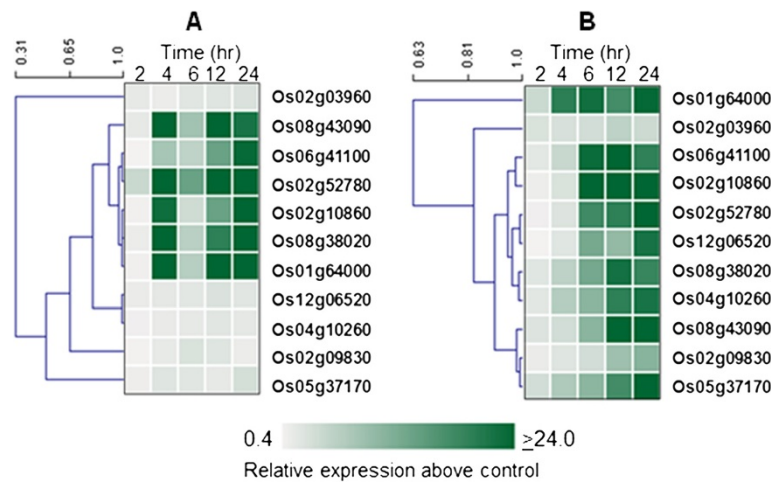 A
B
0.31
0.65
1.0
Time (hr)
2 4 6 12 24
Os02g03960
Os08g43090
Os06g41100
Os02g52780
Os02g10860
Os08g38020
Os01g64000
Os12g06520
Os04g10260
Os02g09830
Os05g37170
0.63
0.81
1.0
Time (hr)
2 4 6 12 24
Os01g64000
Os02g03960
Os06g41100
Os02g10860
Os02g52780
Os12g06520
Os08g38020
Os04g10260
Os08g43090
Os02g09830
Os05g37170
0.4
≥24.0
Relative expression above control